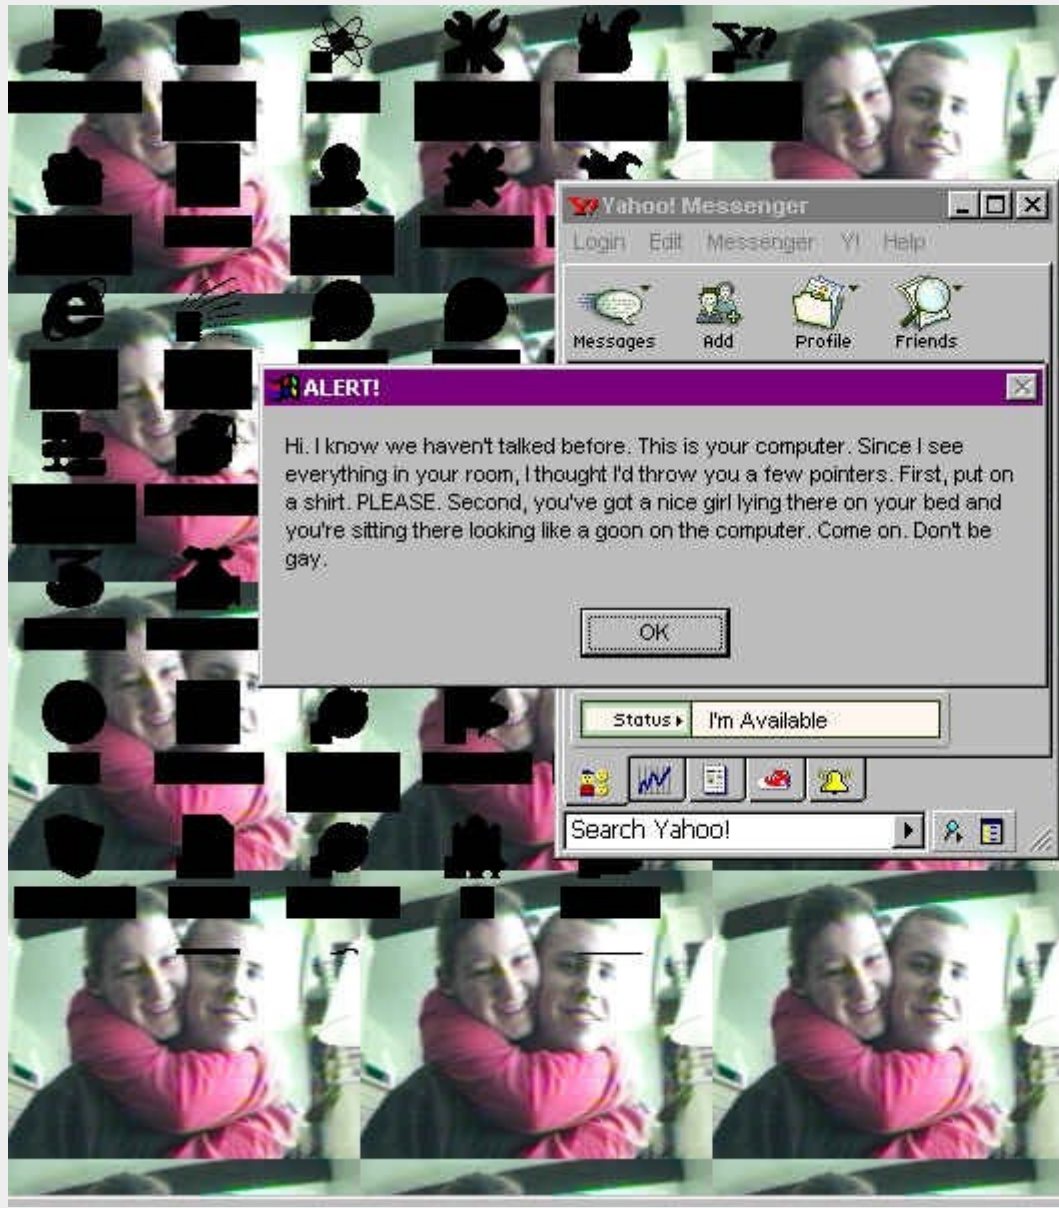 Yahoo! Messenger
Login Edit Messenger Y! Help
Messages Add Profile Friends
ALERT!
Hi. I know we haven't talked before. This is your computer. Since I see
everything in your room, I thought I'd throw you a few pointers. First, put on
a shirt. PLEASE. Second, you've got a nice girl lying there on your bed and
you're sitting there looking like a goon on the computer. Come on. Don't be
gay.
OK
Status I'm Available
Search Yahoo!